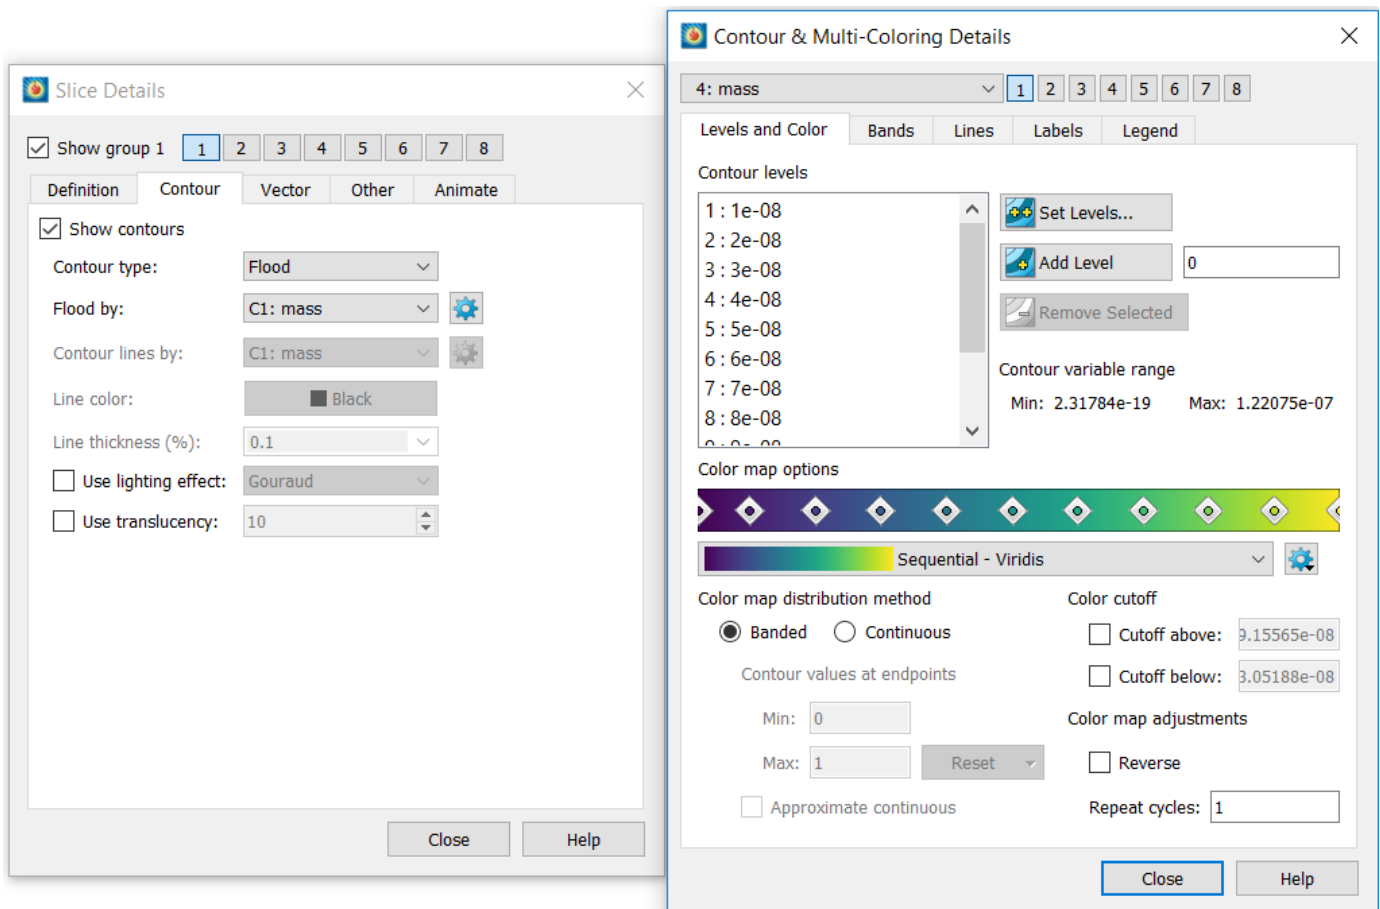 Slice Details
Show group 1 1 2 3 4 5 6 7 8
Definition Contour Vector Other Animate
Show contours
Contour type: Flood
Flood by: C1: mass
Contour lines by: C1: mass
Line color: Black
Line thickness (%): 0.1
Use lighting effect: Gouraud
Use translucency: 10
Close Help
Contour & Multi-Coloring Details
4: mass 1 2 3 4 5 6 7 8
Levels and Color Bands Lines Labels Legend
Contour levels
1 : 1e-08
2 : 2e-08
3 : 3e-08
4 : 4e-08
5 : 5e-08
6 : 6e-08
7 : 7e-08
8 : 8e-08
Set Levels...
Add Level 0
Remove Selected
Contour variable range
Min: 2.31784e-19 Max: 1.22075e-07
Color map options
Sequential - Viridis
Color map distribution method
Banded Continuous
Contour values at endpoints
Min: 0
Max: 1 Reset
Approximate continuous
Color cutoff
Cutoff above: 9.15565e-08
Cutoff below: 3.05188e-08
Color map adjustments
Reverse
Repeat cycles: 1
Close Help